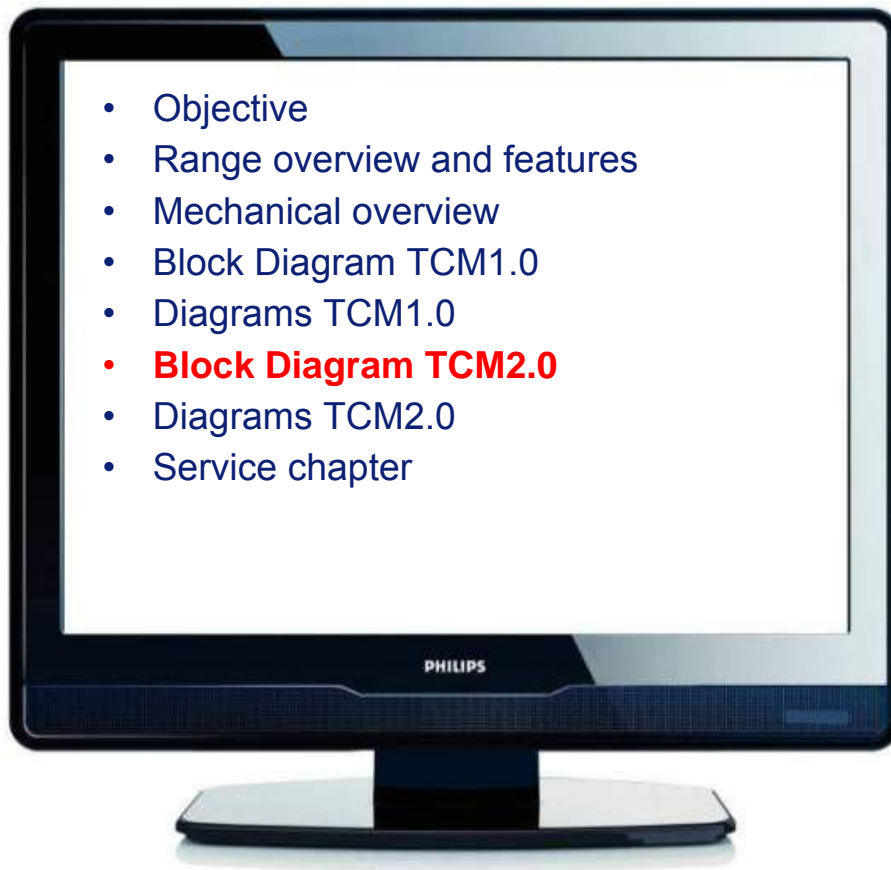 • Objective
• Range overview and features
• Mechanical overview
• Block Diagram TCM1.0
• Diagrams TCM1.0
• Block Diagram TCM2.0
• Diagrams TCM2.0
• Service chapter
PHILIPS